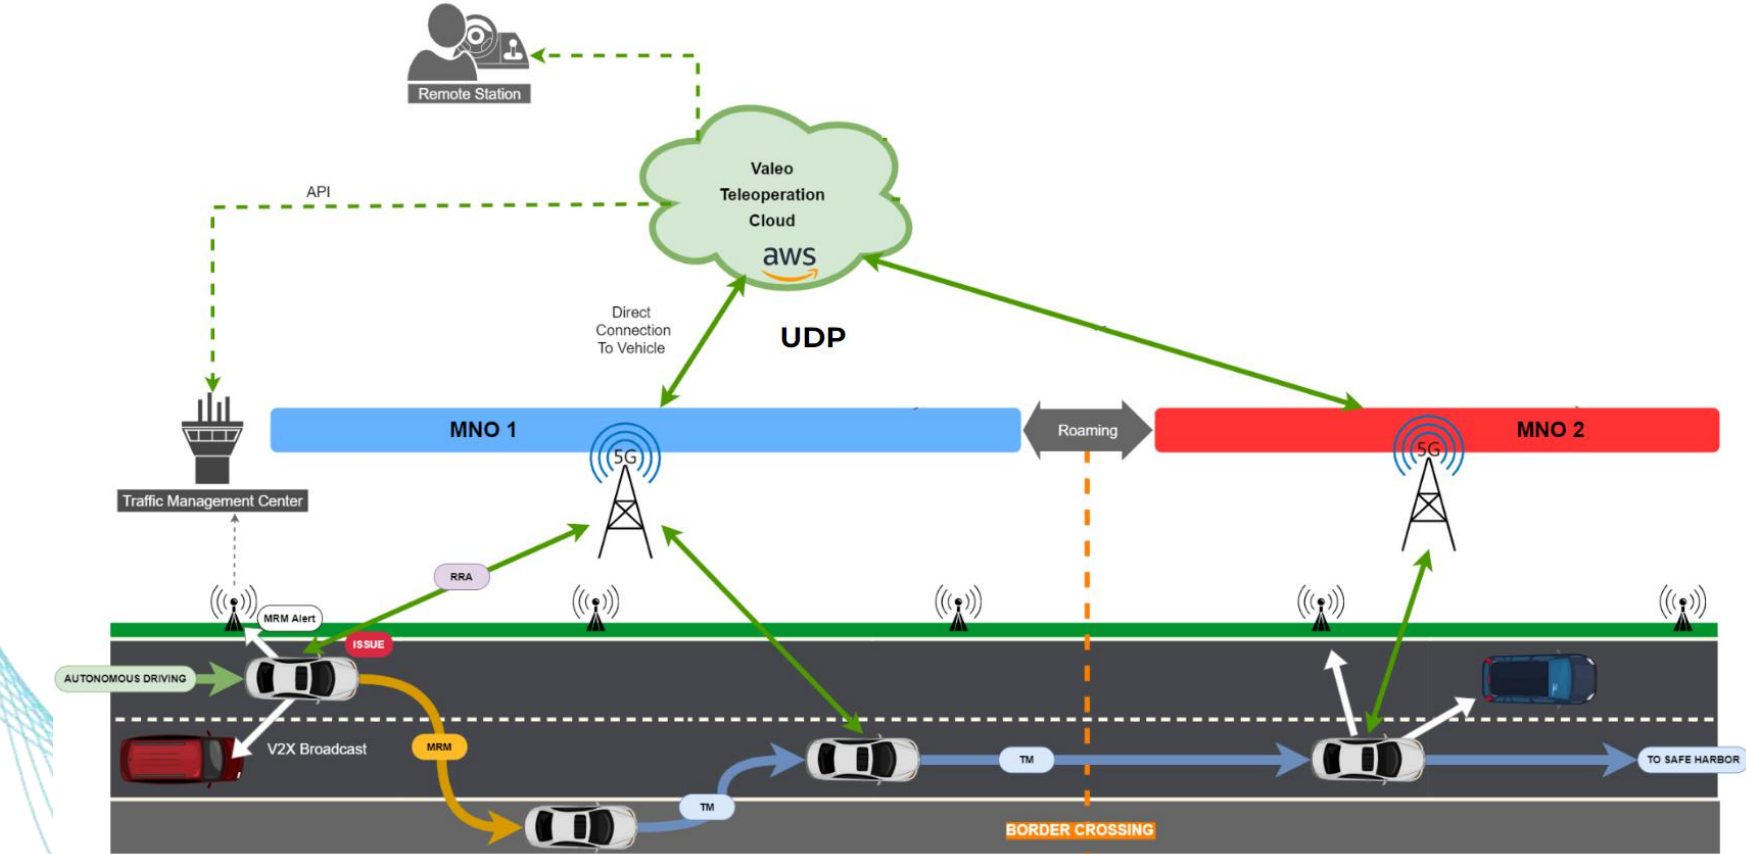 Remote Station
Valeo
Teleoperation
Cloud
aws
API
Direct
Connection
To Vehicle
UDP
MNO 1
Roaming
MNO 2
5G
5G
Traffic Management Center
RRA
MRM Alert
ISSUE
AUTONOMOUS DRIVING
V2X Broadcast
MRM
TM
TM
TO SAFE HARBOR
BORDER CROSSING